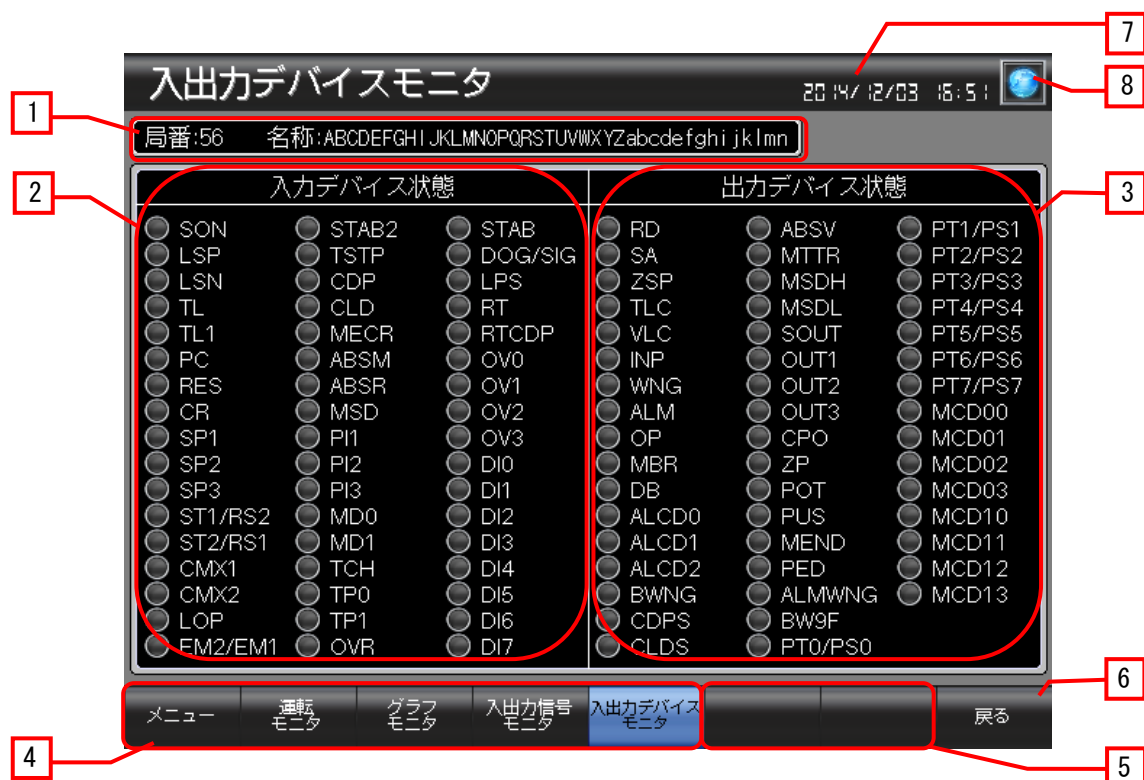 7
入出力デバイスモニタ
2014/12/03 16:51
8
1
局番:56 名称:ABCDEFGHIJKLMNOPQRSTUVWXYZabcdefghijklmn
2
入力デバイス状態 出力デバイス状態
3
SON STAB2 STAB RD ABSV PT1/PS1
LSP TSTP DOG/SIG SA MTTR PT2/PS2
LSN CDP LPS ZSP MSDH PT3/PS3
TL CLD RT TLC MSDL PT4/PS4
TL1 MECR RTCDP VLC SOUT PT5/PS5
PC ABSM OV0 INP OUT1 PT6/PS6
RES ABSR OV1 WNG OUT2 PT7/PS7
CR MSD OV2 ALM OUT3 MCD00
SP1 PI1 OV3 OP CPO MCD01
SP2 PI2 DI0 MBR ZP MCD02
SP3 PI3 DI1 DB POT MCD03
ST1/RS2 MD0 DI2 ALCD0 PUS MCD10
ST2/RS1 MD1 DI3 ALCD1 MEND MCD11
CMX1 TCH DI4 ALCD2 PED MCD12
CMX2 TP0 DI5 BWNG ALMWNG MCD13
LOP TP1 DI6 CDPS BW9F
EM2/EM1 OVR DI7 CLDS PT0/PS0
6
メニュー 運転 グラフ 入出力信号 入出力デバイス 戻る
モニタ モニタ モニタ モニタ
4
5